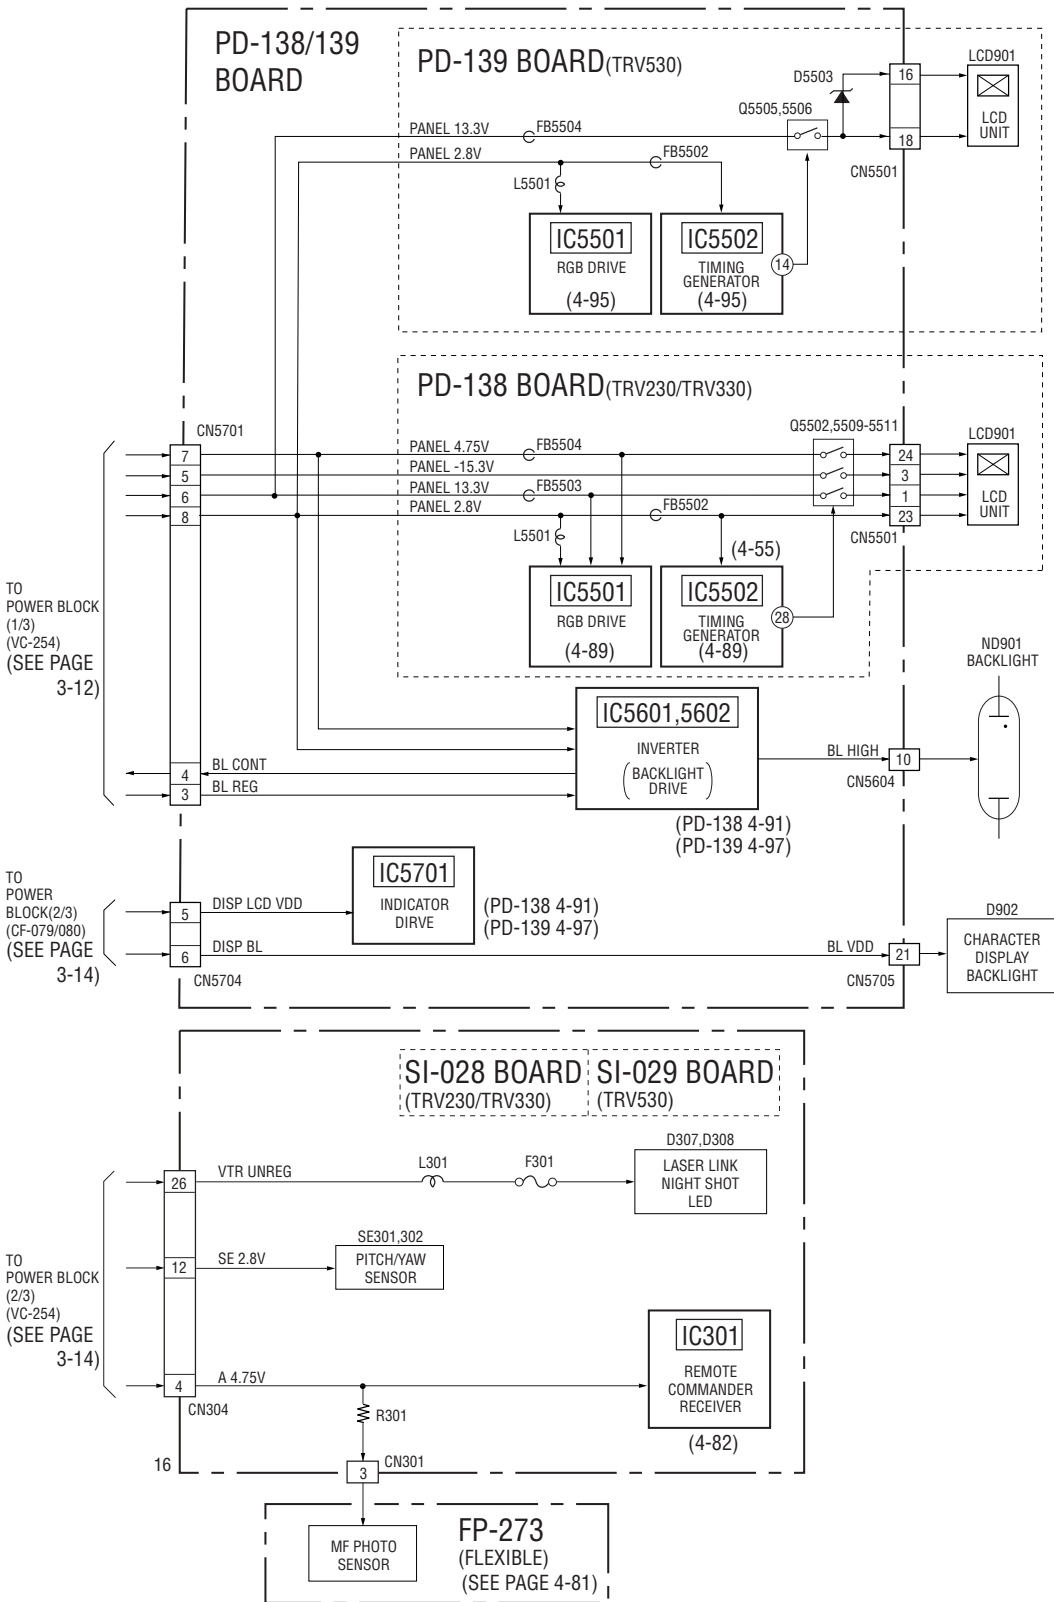 PD-138/139
BOARD
PD-139 BOARD(TRV530)
LCD901
D5503
16
Q5505,5506
LCD
UNIT
PANEL 13.3V
FB5504
18
PANEL 2.8V
FB5502
CN5501
L5501
IC5501
RGB DRIVE
(4-95)
IC5502
TIMING
GENERATOR
(4-95)
14
PD-138 BOARD(TRV230/TRV330)
Q5502,5509-5511
LCD901
CN5701
7
PANEL 4.75V
FB5504
24
5
PANEL -15.3V
3
6
PANEL 13.3V
FB5503
1
8
PANEL 2.8V
FB5502
23
LCD
UNIT
CN5501
L5501
(4-55)
IC5501
RGB DRIVE
(4-89)
IC5502
TIMING
GENERATOR
(4-89)
28
TO
POWER BLOCK
(1/3)
(VC-254)
(SEE PAGE
3-12)
ND901
BACKLIGHT
IC5601,5602
INVERTER
(BACKLIGHT
DRIVE)
BL HIGH
10
CN5604
4
BL CONT
3
BL REG
(PD-138 4-91)
(PD-139 4-97)
TO
POWER
BLOCK(2/3)
(CF-079/080)
(SEE PAGE
3-14)
IC5701
INDICATOR
DIRVE
(PD-138 4-91)
(PD-139 4-97)
5
DISP LCD VDD
6
DISP BL
CN5704
BL VDD
21
CN5705
D902
CHARACTER
DISPLAY
BACKLIGHT
SI-028 BOARD
(TRV230/TRV330)
SI-029 BOARD
(TRV530)
D307,D308
LASER LINK
NIGHT SHOT
LED
26
VTR UNREG
L301
F301
SE301,302
PITCH/YAW
SENSOR
12
SE 2.8V
TO
POWER BLOCK
(2/3)
(VC-254)
(SEE PAGE
3-14)
IC301
REMOTE
COMMANDER
RECEIVER
(4-82)
4
A 4.75V
CN304
R301
16
3
CN301
FP-273
(FLEXIBLE)
(SEE PAGE 4-81)
MF PHOTO
SENSOR